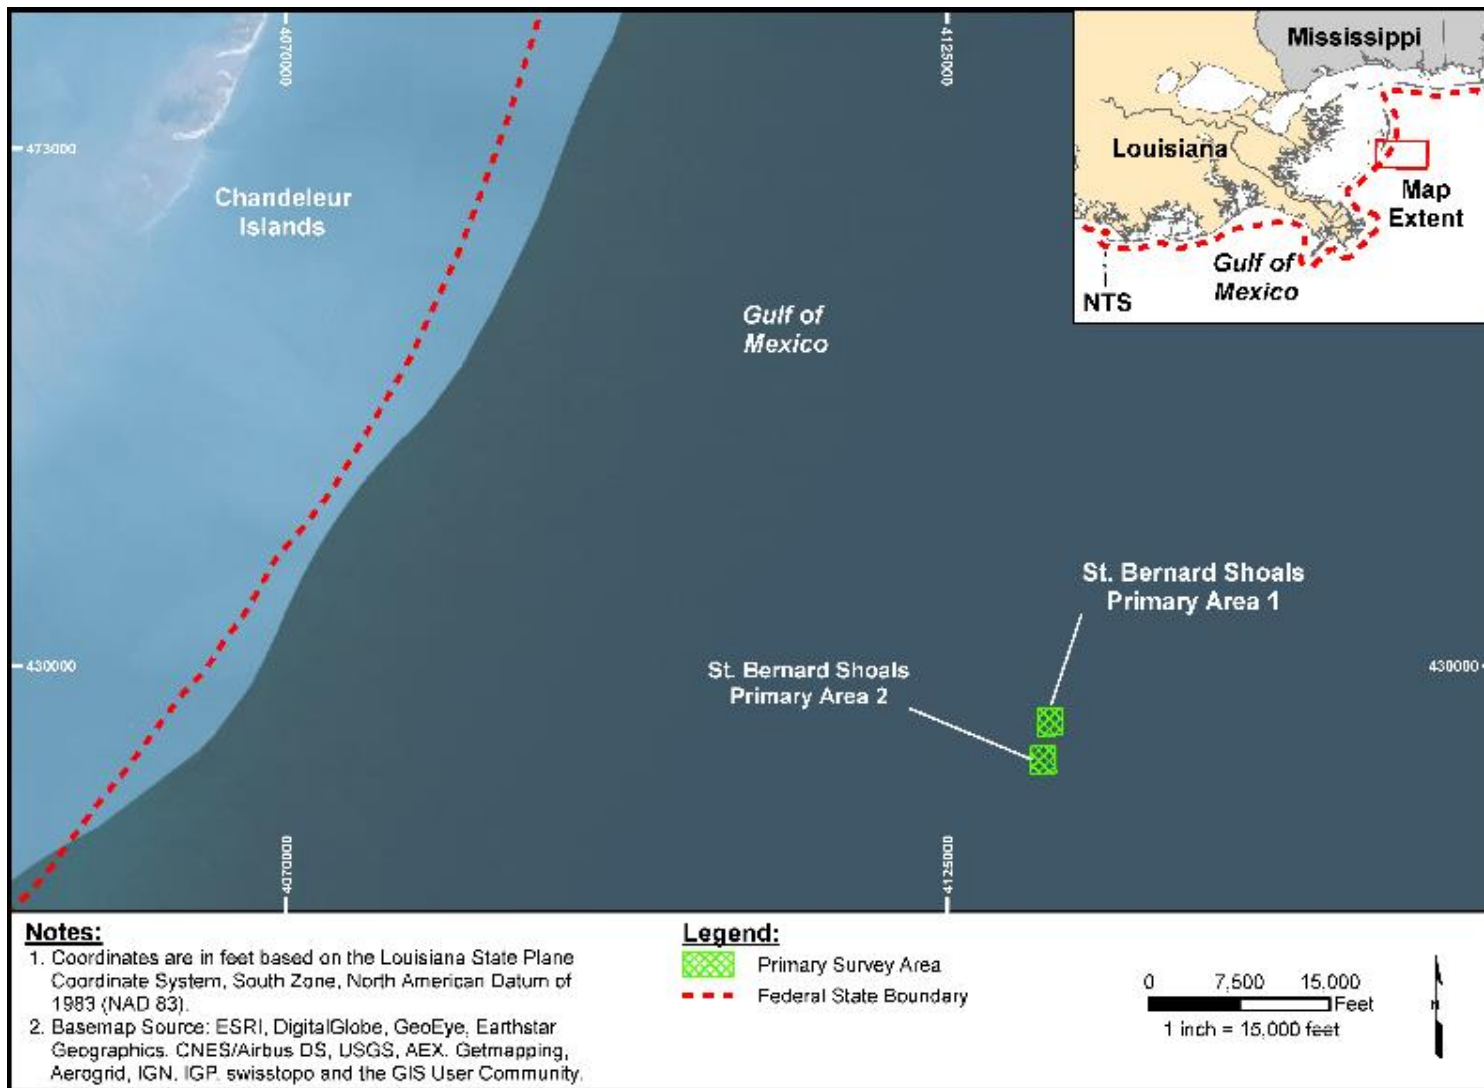 4070000
4125000
473000
Chandeleur
Islands
Gulf of
Mexico
Mississippi
Louisiana
Map
Extent
Gulf of
Mexico
NTS
St. Bernard Shoals
Primary Area 1
430000
430000
St. Bernard Shoals
Primary Area 2
4070000
4125000
Notes:
1. Coordinates are in feet based on the Louisiana State Plane
Coordinate System, South Zone, North American Datum of
1983 (NAD 83).
2. Basemap Source: ESRI, DigitalGlobe, GeoEye, Earthstar
Geographics, CNES/Airbus DS, USGS, AEX, Getmapping,
Aerogrid, IGN, IGP, swisstopo and the GIS User Community.
Legend:
Primary Survey Area
Federal State Boundary
0 7,500 15,000
Feet
1 inch = 15,000 feet
N